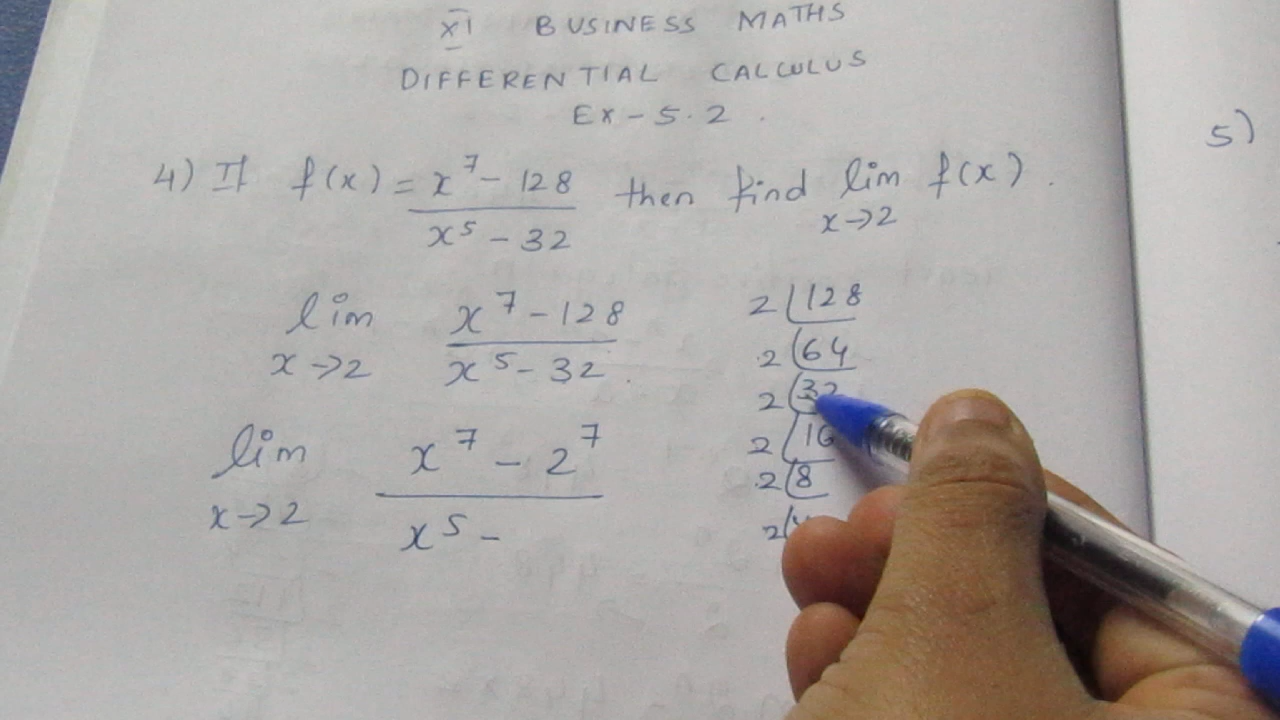 XI BUSINESS MATHS
DIFFERENTIAL CALCULUS
Ex - 5.2.
4) If f(x) = x⁷ - 128 / x⁵ - 32 then find lim x→2 f(x).
5)
lim x→2 x⁷ - 128 / x⁵ - 32
lim x→2 x⁷ - 2⁷ / x⁵ -
2 128
2 64
2 32
2 16
2 8
2